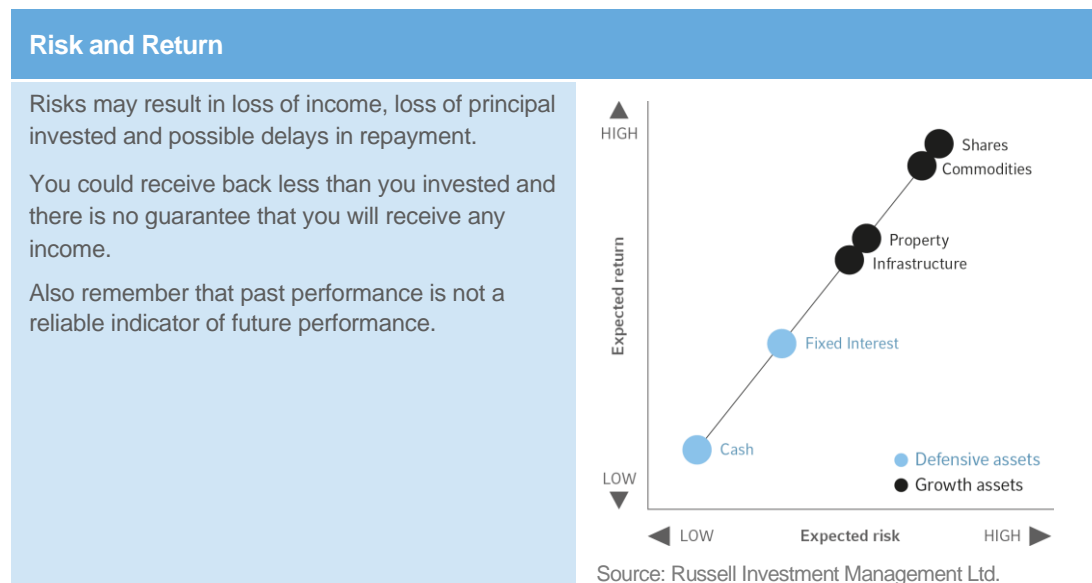 Risk and Return
Risks may result in loss of income, loss of principal
invested and possible delays in repayment.
You could receive back less than you invested and
there is no guarantee that you will receive any
income.
Also remember that past performance is not a
reliable indicator of future performance.
HIGH
Expected return
LOW
Shares
Commodities
Property
Infrastructure
Fixed Interest
Cash
Defensive assets
Growth assets
LOW
Expected risk
HIGH
Source: Russell Investment Management Ltd.